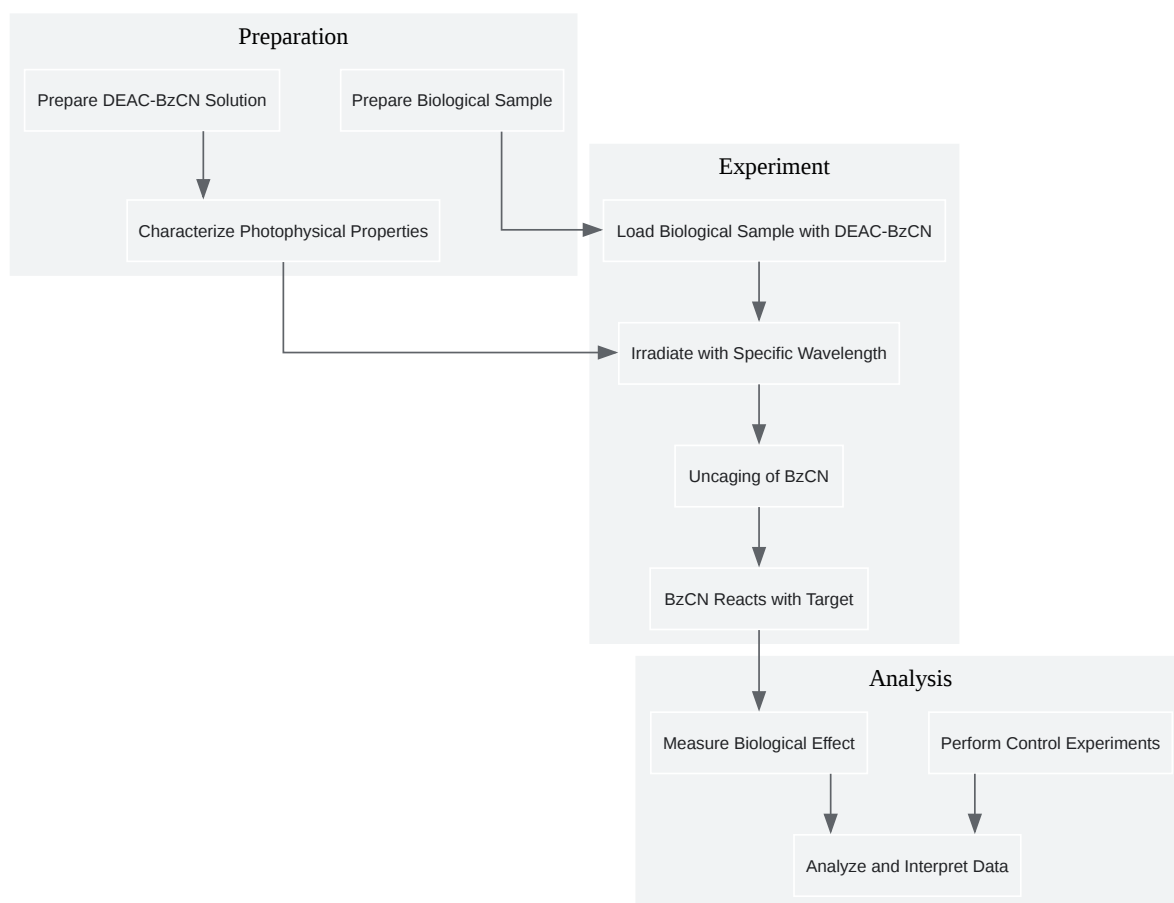 Preparation
Prepare DEAC-BzCN Solution
Prepare Biological Sample
Characterize Photophysical Properties
Experiment
Load Biological Sample with DEAC-BzCN
Irradiate with Specific Wavelength
Uncaging of BzCN
BzCN Reacts with Target
Analysis
Measure Biological Effect
Perform Control Experiments
Analyze and Interpret Data